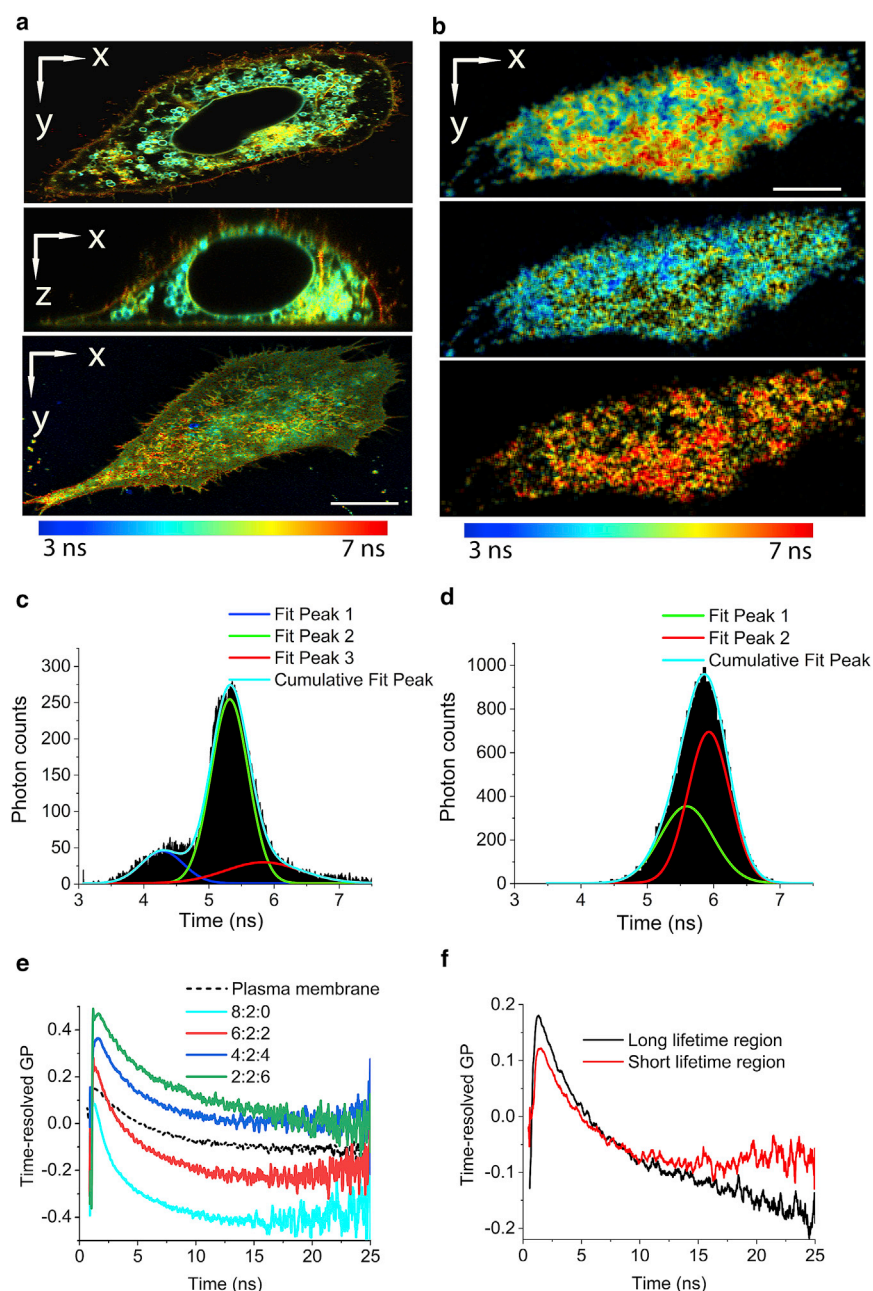 a
x
y
x
z
x
y
3 ns
7 ns
b
x
y
3 ns
7 ns
c
Fit Peak 1
Fit Peak 2
Fit Peak 3
Cumulative Fit Peak
Photon counts
300
250
200
150
100
50
0
3 4 5 6 7
Time (ns)
d
Fit Peak 1
Fit Peak 2
Cumulative Fit Peak
Photon counts
1000
800
600
400
200
0
3 4 5 6 7
Time (ns)
e
Plasma membrane
8:2:0
6:2:2
4:2:4
2:2:6
Time-resolved GP
0.4
0.2
0.0
-0.2
-0.4
0 5 10 15 20 25
Time (ns)
f
Long lifetime region
Short lifetime region
Time-resolved GP
0.2
0.1
0.0
-0.1
-0.2
0 5 10 15 20 25
Time (ns)